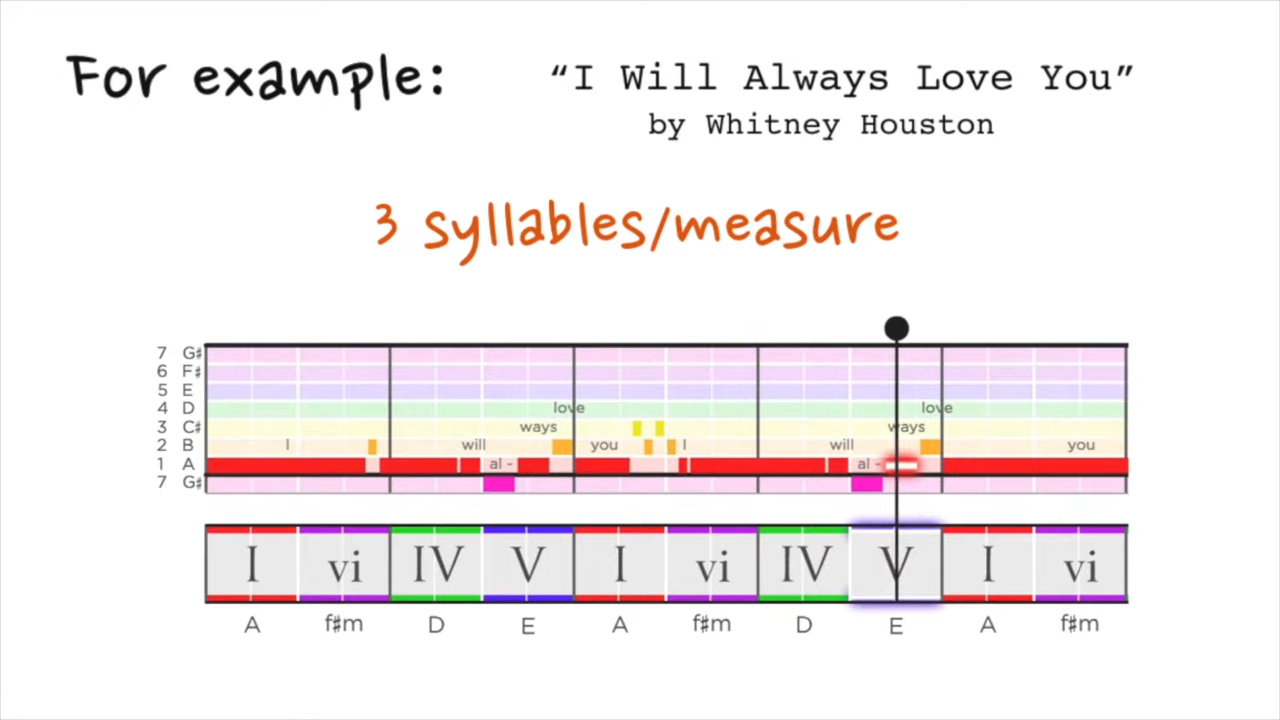 For example:
“I Will Always Love You”
by Whitney Houston
3 syllables/measure
7 G#
6 F#
5 E
4 D love love
3 C# ways ways
2 B I will you I will you
1 A al - al -
7 G#
I vi IV V I vi IV V I vi
A f#m D E A f#m D E A f#m